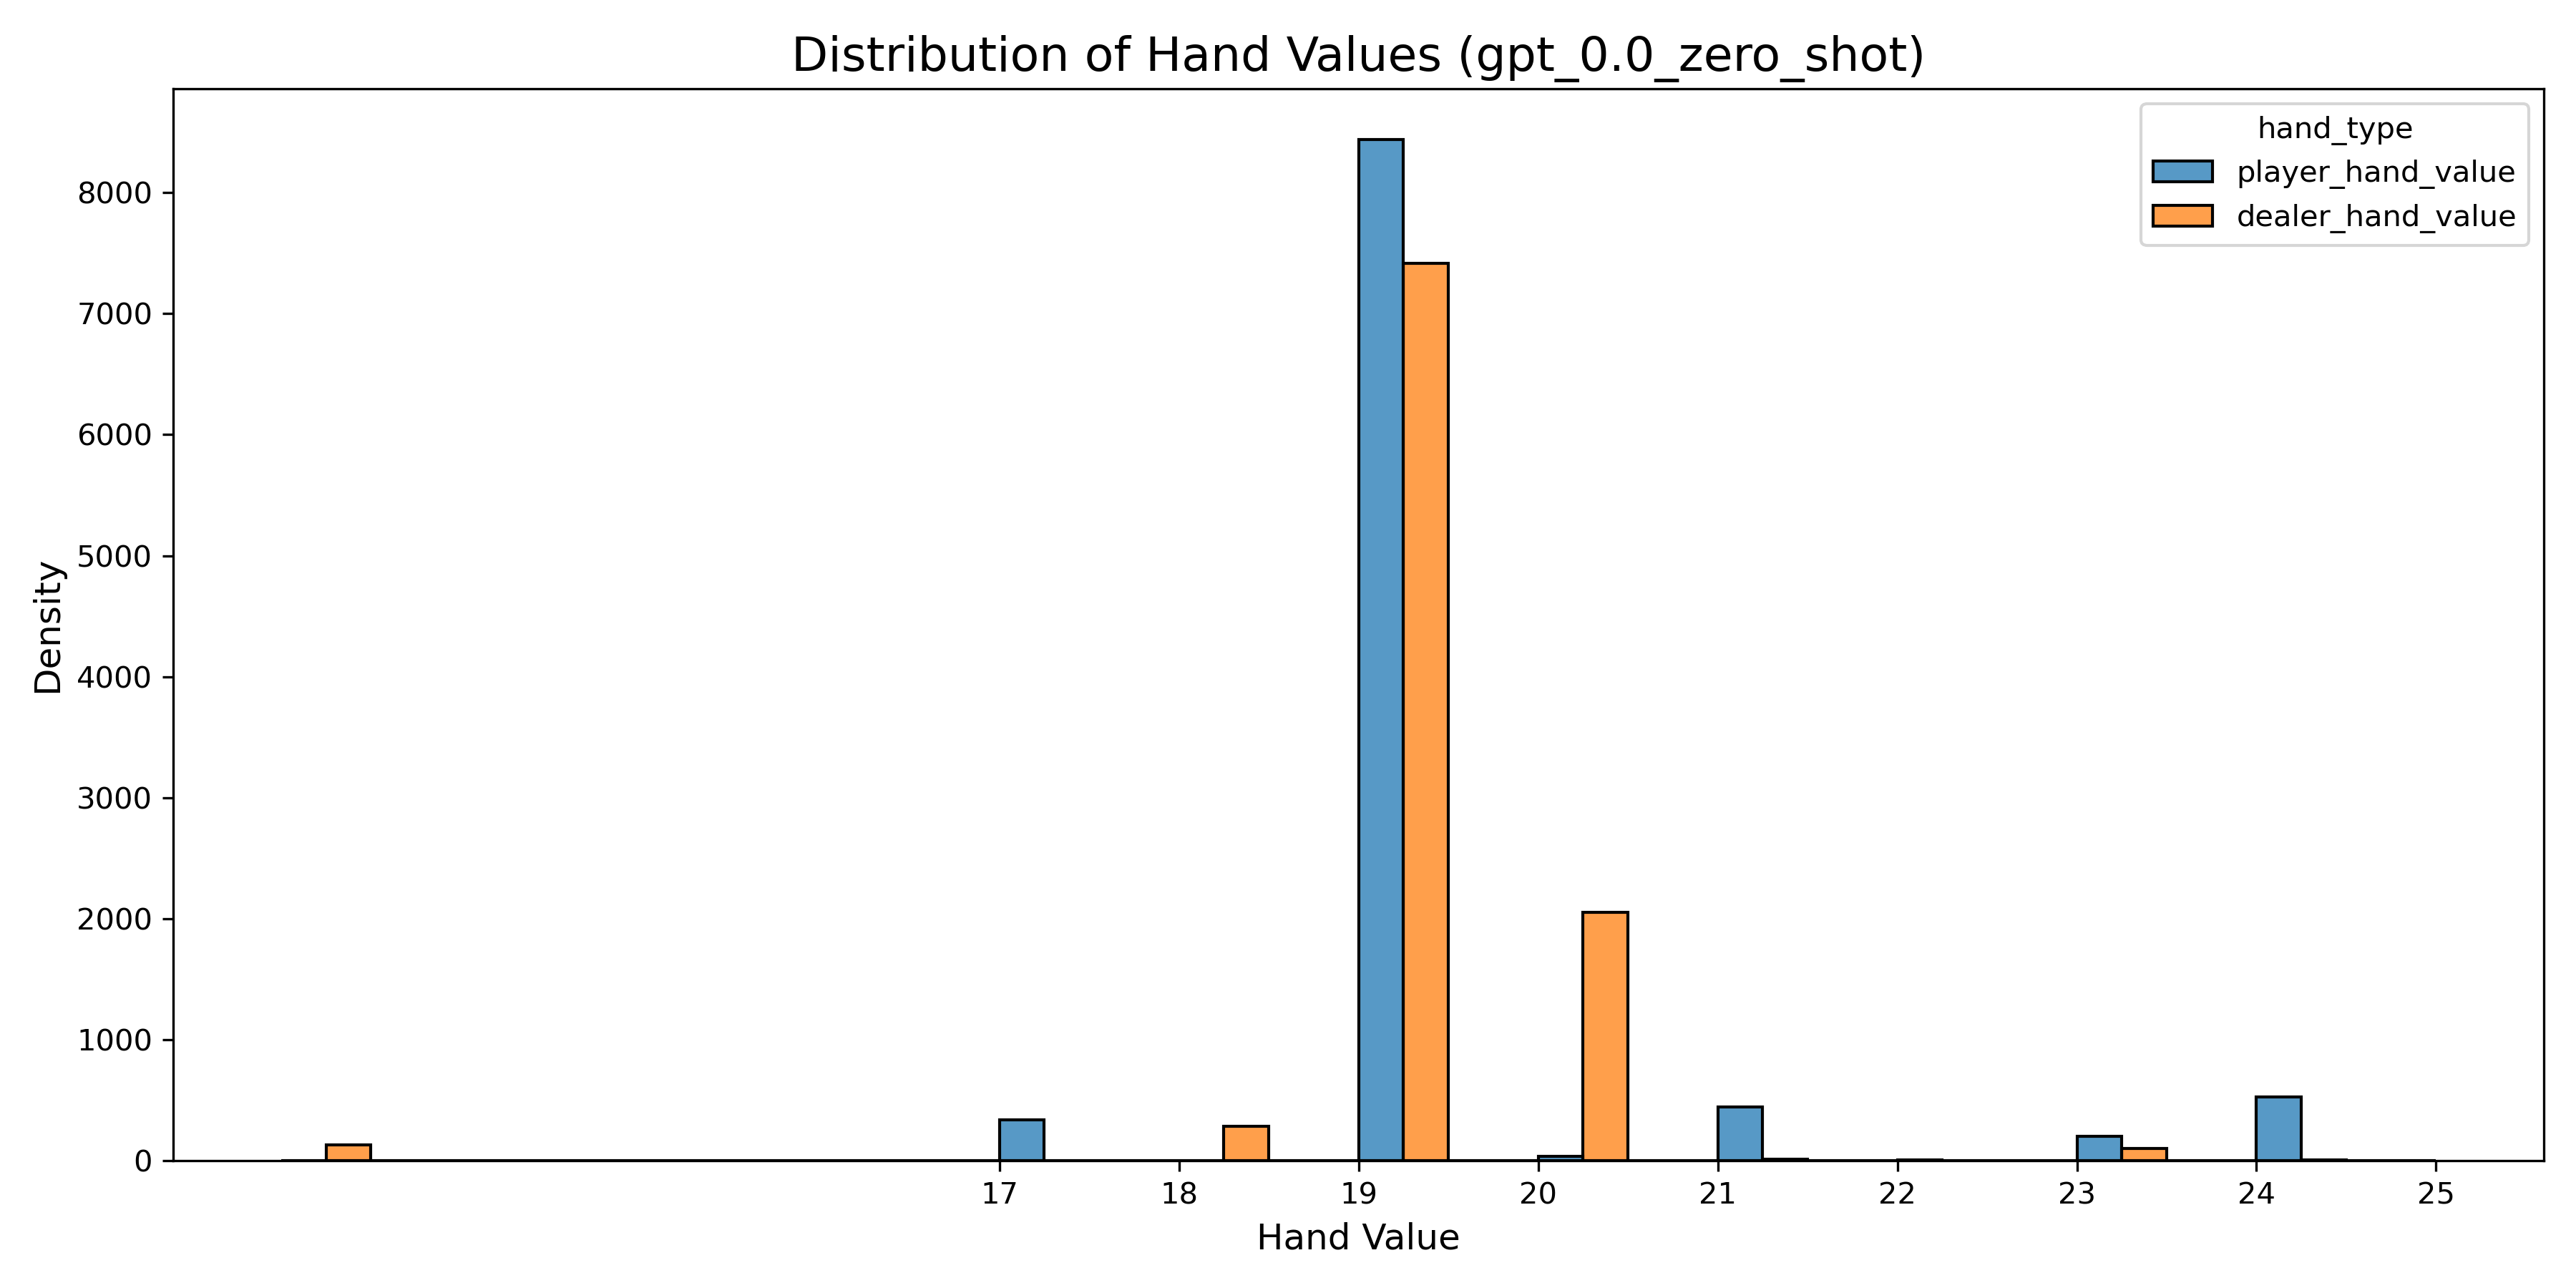 Distribution of Hand Values (gpt_0.0_zero_shot)
hand_type
player_hand_value
dealer_hand_value
Density
8000
7000
6000
5000
4000
3000
2000
1000
0
17 18 19 20 21 22 23 24 25
Hand Value